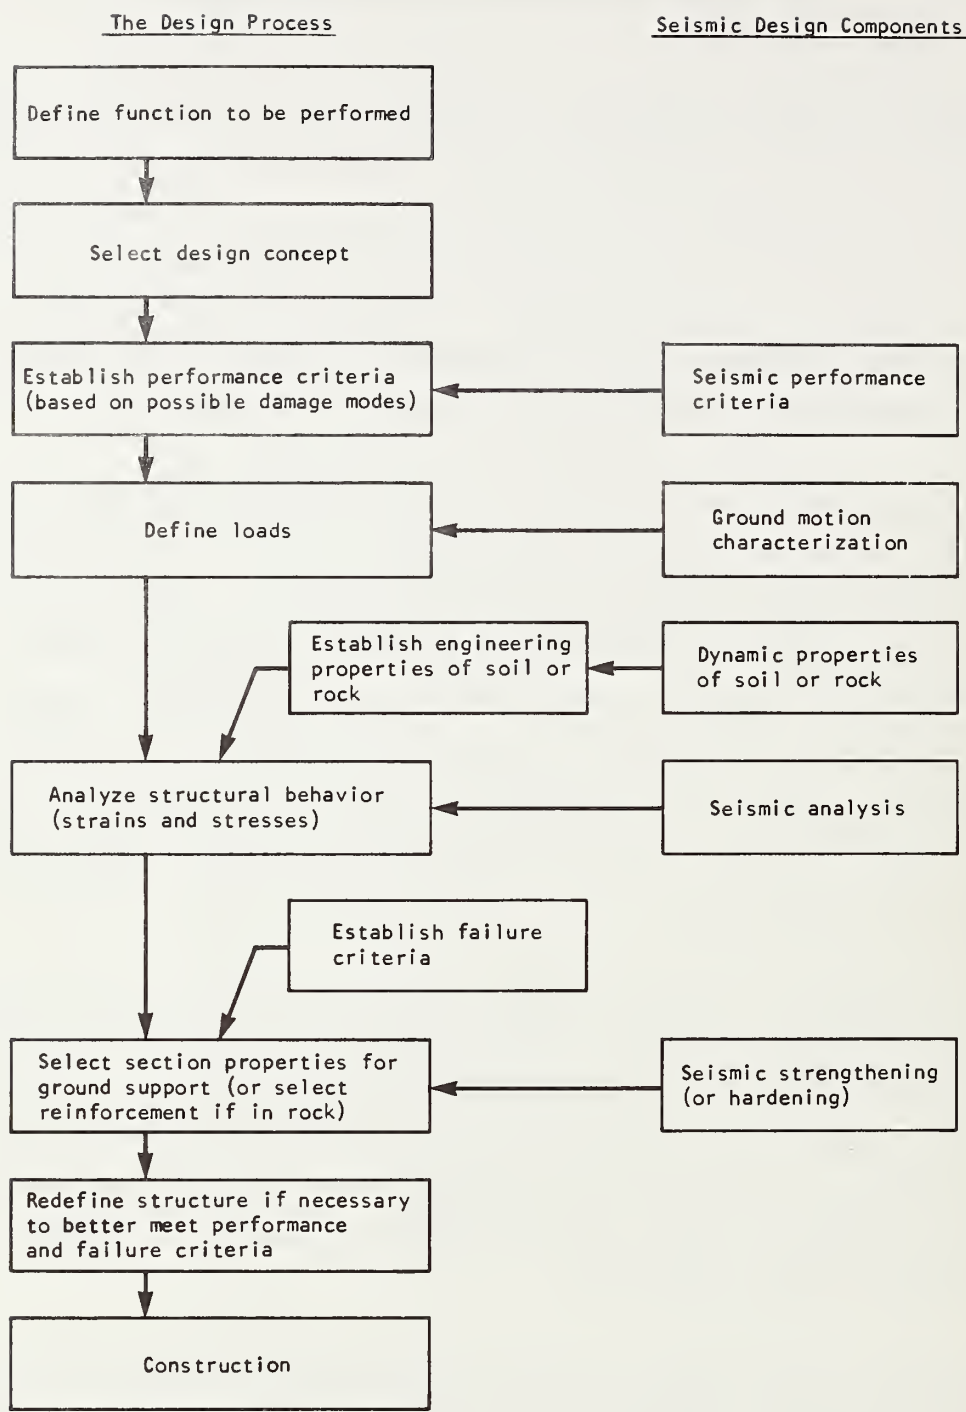 The Design Process
Seismic Design Components
Define function to be performed
Select design concept
Establish performance criteria
(based on possible damage modes)
Seismic performance
criteria
Define loads
Ground motion
characterization
Establish engineering
properties of soil or
rock
Dynamic properties
of soil or rock
Analyze structural behavior
(strains and stresses)
Seismic analysis
Establish failure
criteria
Select section properties for
ground support (or select
reinforcement if in rock)
Seismic strengthening
(or hardening)
Redefine structure if necessary
to better meet performance
and failure criteria
Construction